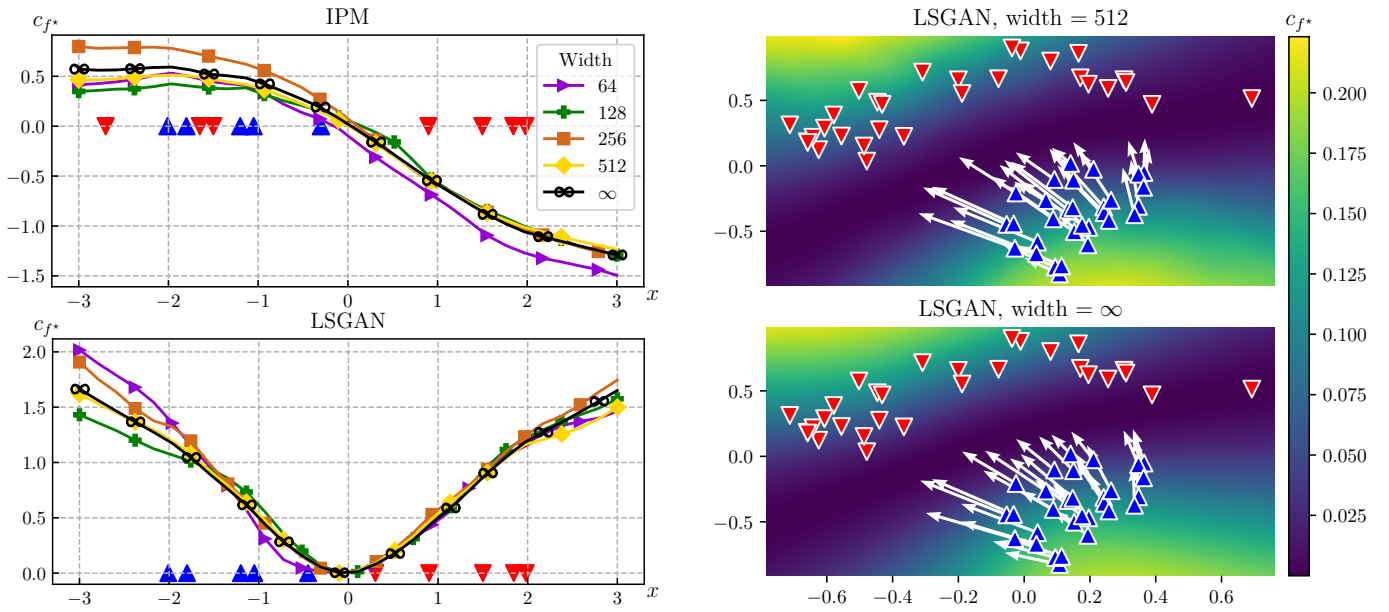 IPM
c_{f⋆}
0.5
0.0
−0.5
−1.0
−1.5
Width
64
128
256
512
∞
−3 −2 −1 0 1 2 3 x
LSGAN
c_{f⋆}
2.0
1.5
1.0
0.5
0.0
−3 −2 −1 0 1 2 3 x
LSGAN, width = 512
0.5
0.0
−0.5
LSGAN, width = ∞
0.5
0.0
−0.5
−0.6 −0.4 −0.2 0.0 0.2 0.4 0.6
c_{f⋆}
0.200
0.175
0.150
0.125
0.100
0.075
0.050
0.025